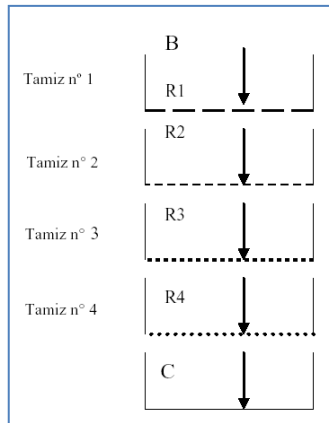 B
Tamiz nº 1
R1
R2
Tamiz n° 2
R3
Tamiz n° 3
R4
Tamiz n° 4
C